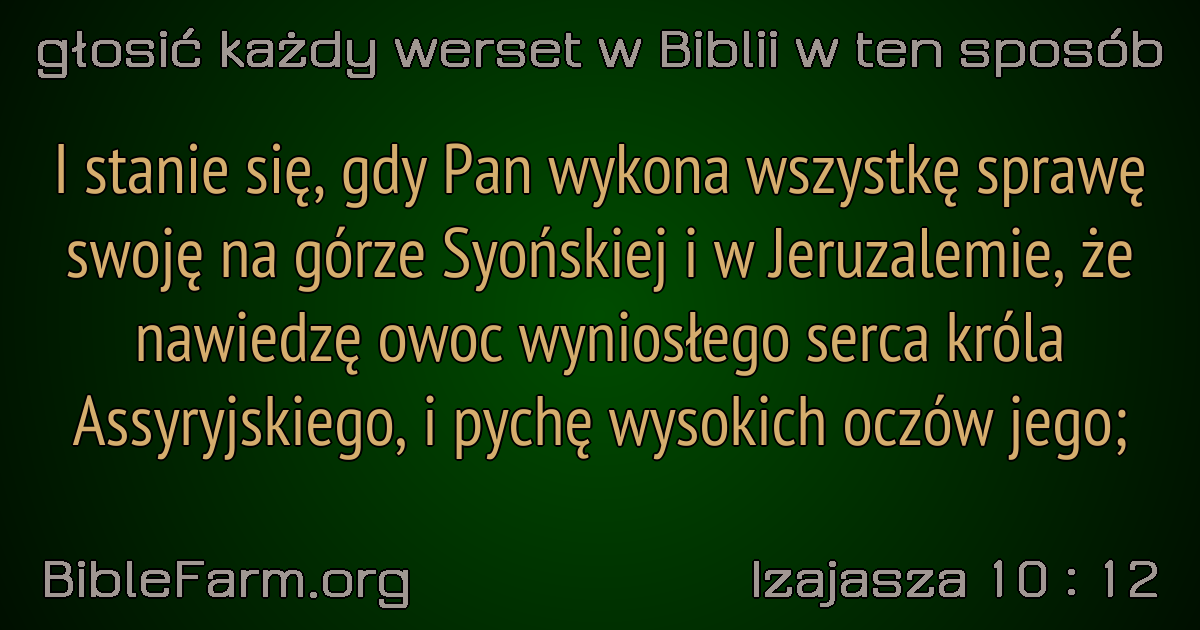 głosić każdy werset w Biblii w ten sposób
I stanie się, gdy Pan wykona wszystkę sprawę
swoję na górze Syońskiej i w Jeruzalemie, że
nawiedzę owoc wyniosłego serca króla
Assyryjskiego, i pychę wysokich oczów jego;
BibleFarm.org
Izajasza 10 : 12